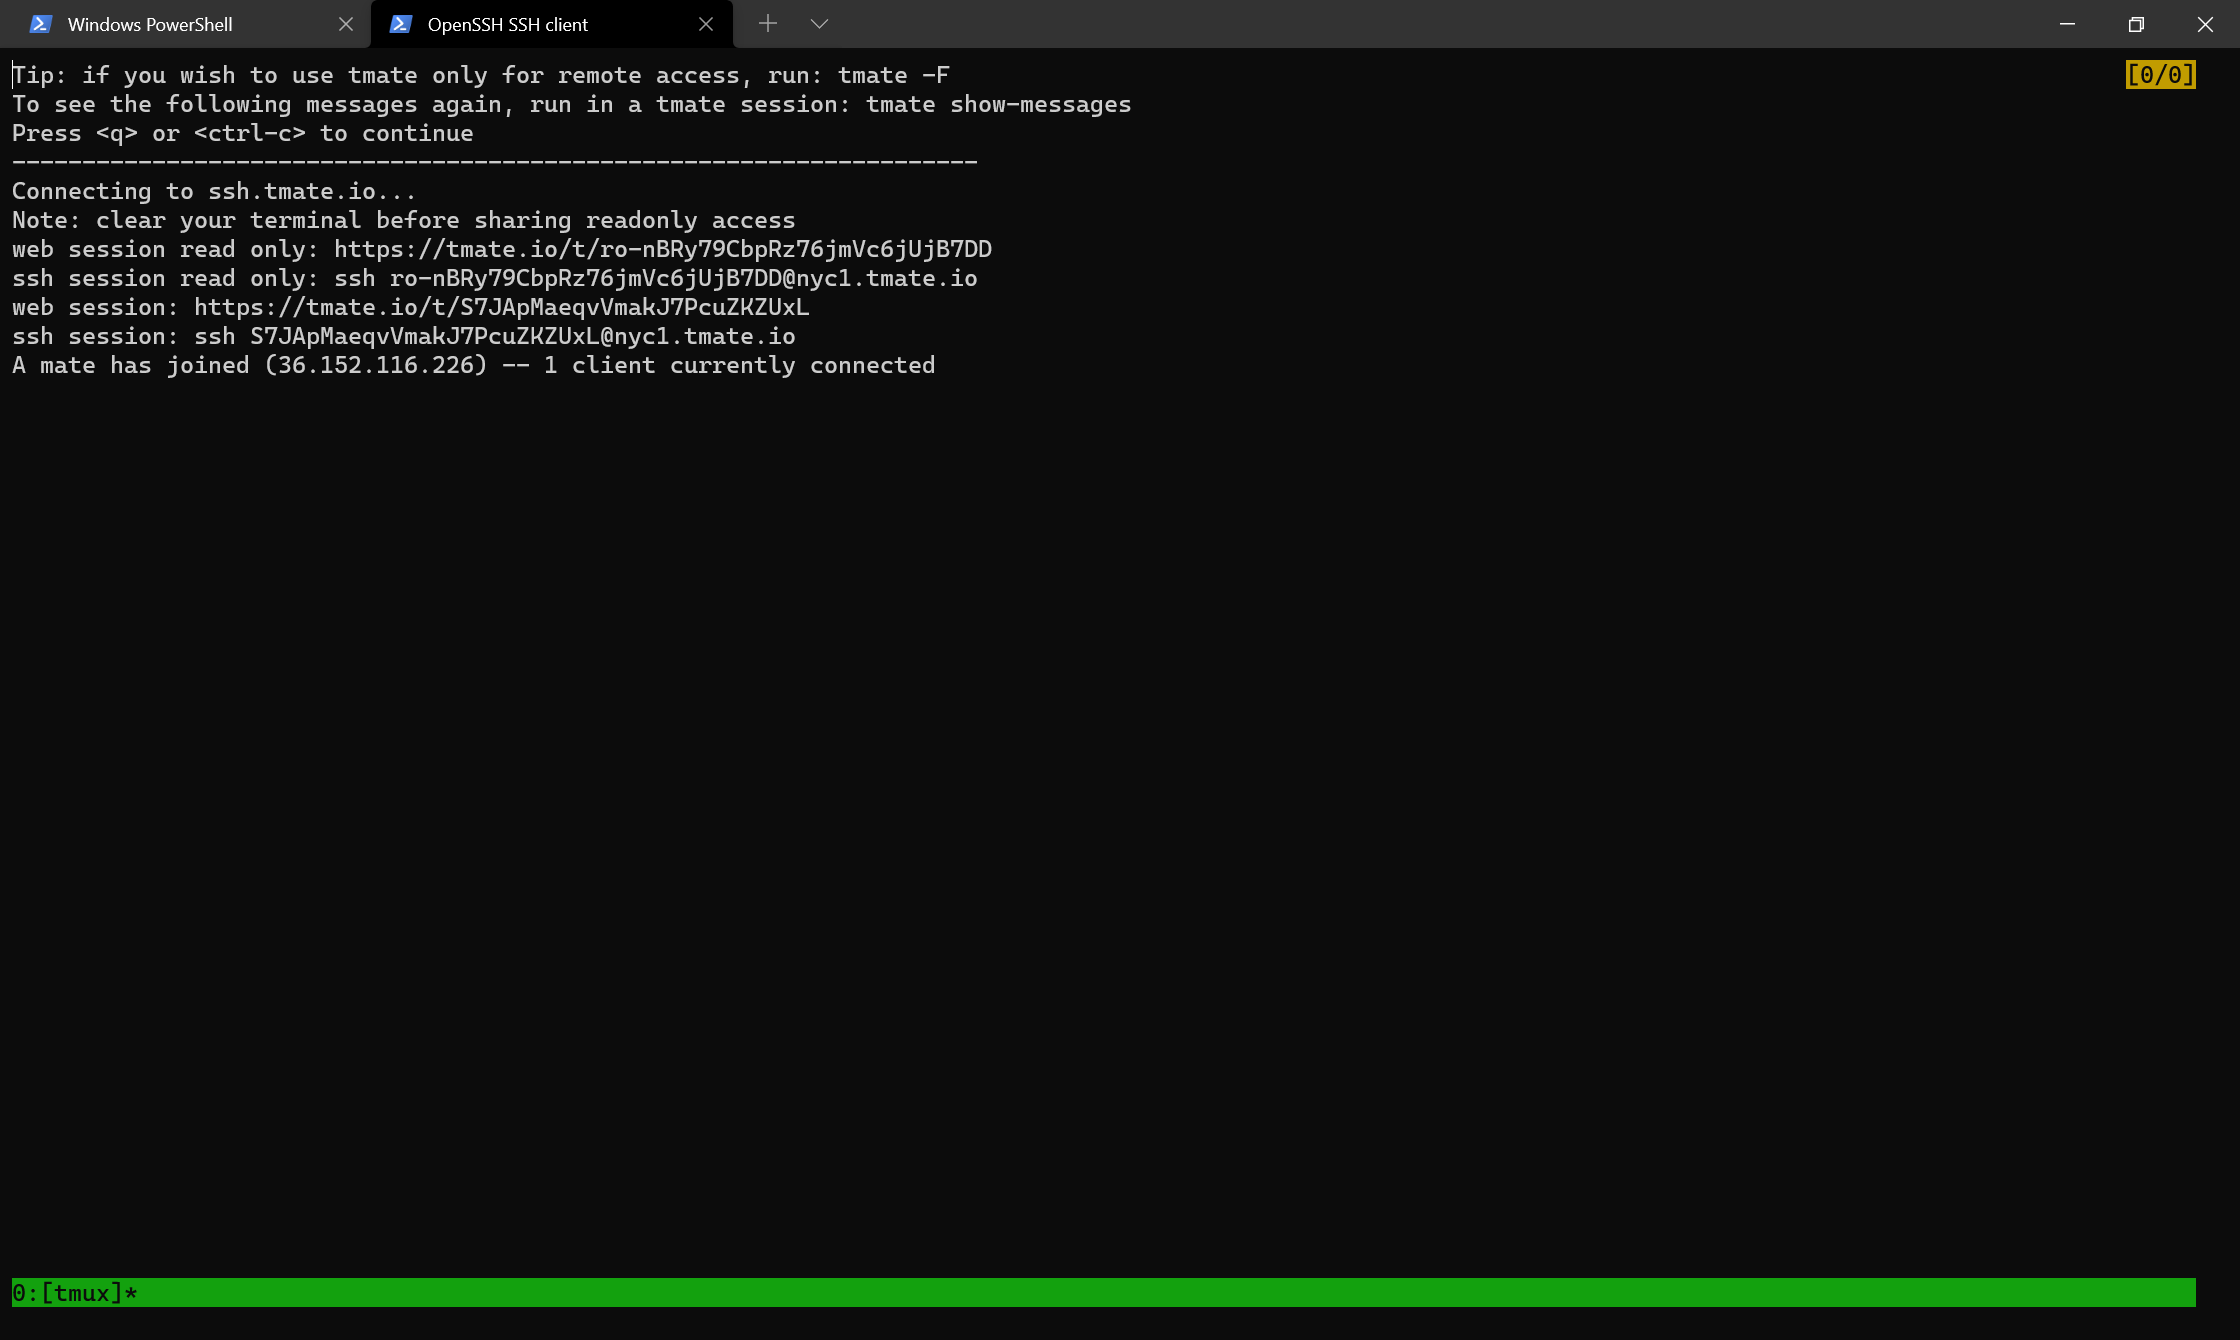 Windows PowerShell
OpenSSH SSH client
Tip: if you wish to use tmate only for remote access, run: tmate -F [0/0]
To see the following messages again, run in a tmate session: tmate show-messages
Press <q> or <ctrl-c> to continue
---------------------------------------------------------------------
Connecting to ssh.tmate.io...
Note: clear your terminal before sharing readonly access
web session read only: https://tmate.io/t/ro-nBRy79CbpRz76jmVc6jUjB7DD
ssh session read only: ssh ro-nBRy79CbpRz76jmVc6jUjB7DD@nyc1.tmate.io
web session: https://tmate.io/t/S7JApMaeqvVmakJ7PcuZKZUxL
ssh session: ssh S7JApMaeqvVmakJ7PcuZKZUxL@nyc1.tmate.io
A mate has joined (36.152.116.226) -- 1 client currently connected
0:[tmux]*